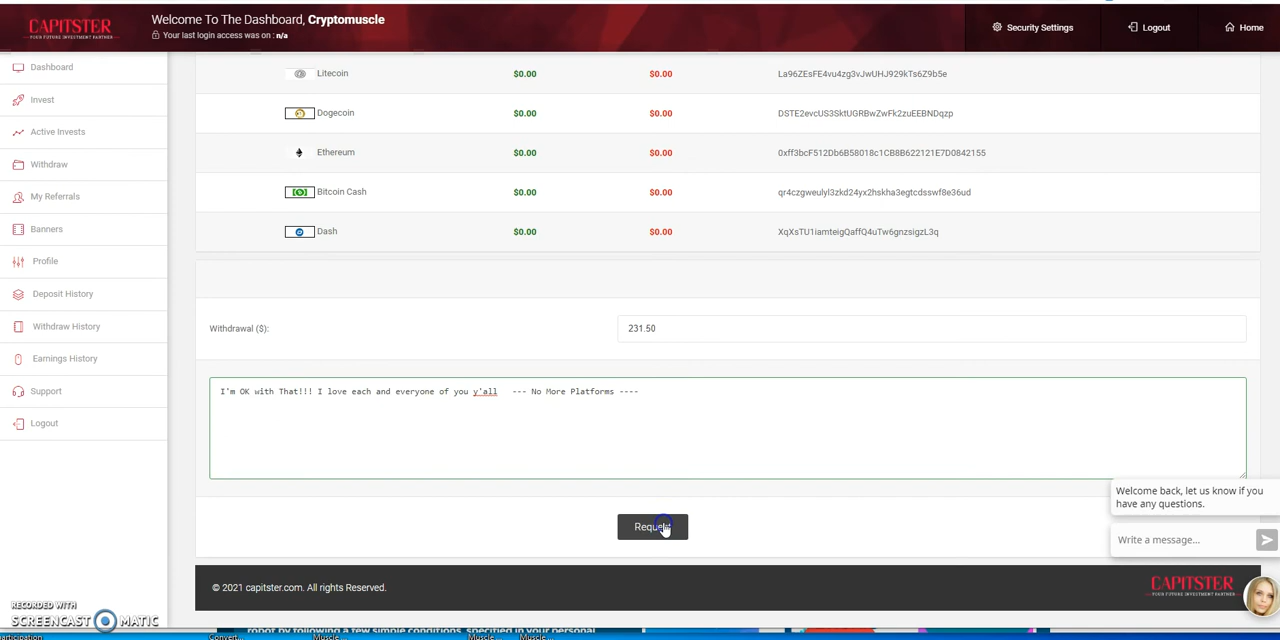 CAPITSTER
YOUR FUTURE INVESTMENT PARTNER
Welcome To The Dashboard, Cryptomuscle
Your last login access was on : n/a
Security Settings
Logout
Home
Dashboard
Invest
Active Invests
Withdraw
My Referrals
Banners
Profile
Deposit History
Withdraw History
Earnings History
Support
Logout
Litecoin $0.00 $0.00 La96ZEsFE4vu4zg3vJwUHJ929kTs6Z9b5e
Dogecoin $0.00 $0.00 DSTE2evcUS3SktUGRBwZwFk2zuEEBNDqzp
Ethereum $0.00 $0.00 0xff3bcF512Db6B58018c1CB8B622121E7D0842155
Bitcoin Cash $0.00 $0.00 qr4czgweulyl3zkd24yx2hskha3egtcdsswf8e36ud
Dash $0.00 $0.00 XqXsTU1iamteigQaffQ4uTw6gnzsigzL3q
Withdrawal ($): 231.50
I'm OK with That!!! I love each and everyone of you y'all --- No More Platforms ----
Request
Welcome back, let us know if you
have any questions.
Write a message...
© 2021 capitster.com. All rights Reserved.
CAPITSTER
YOUR FUTURE INVESTMENT PARTNER
RECORDED WITH
SCREENCAST MATIC